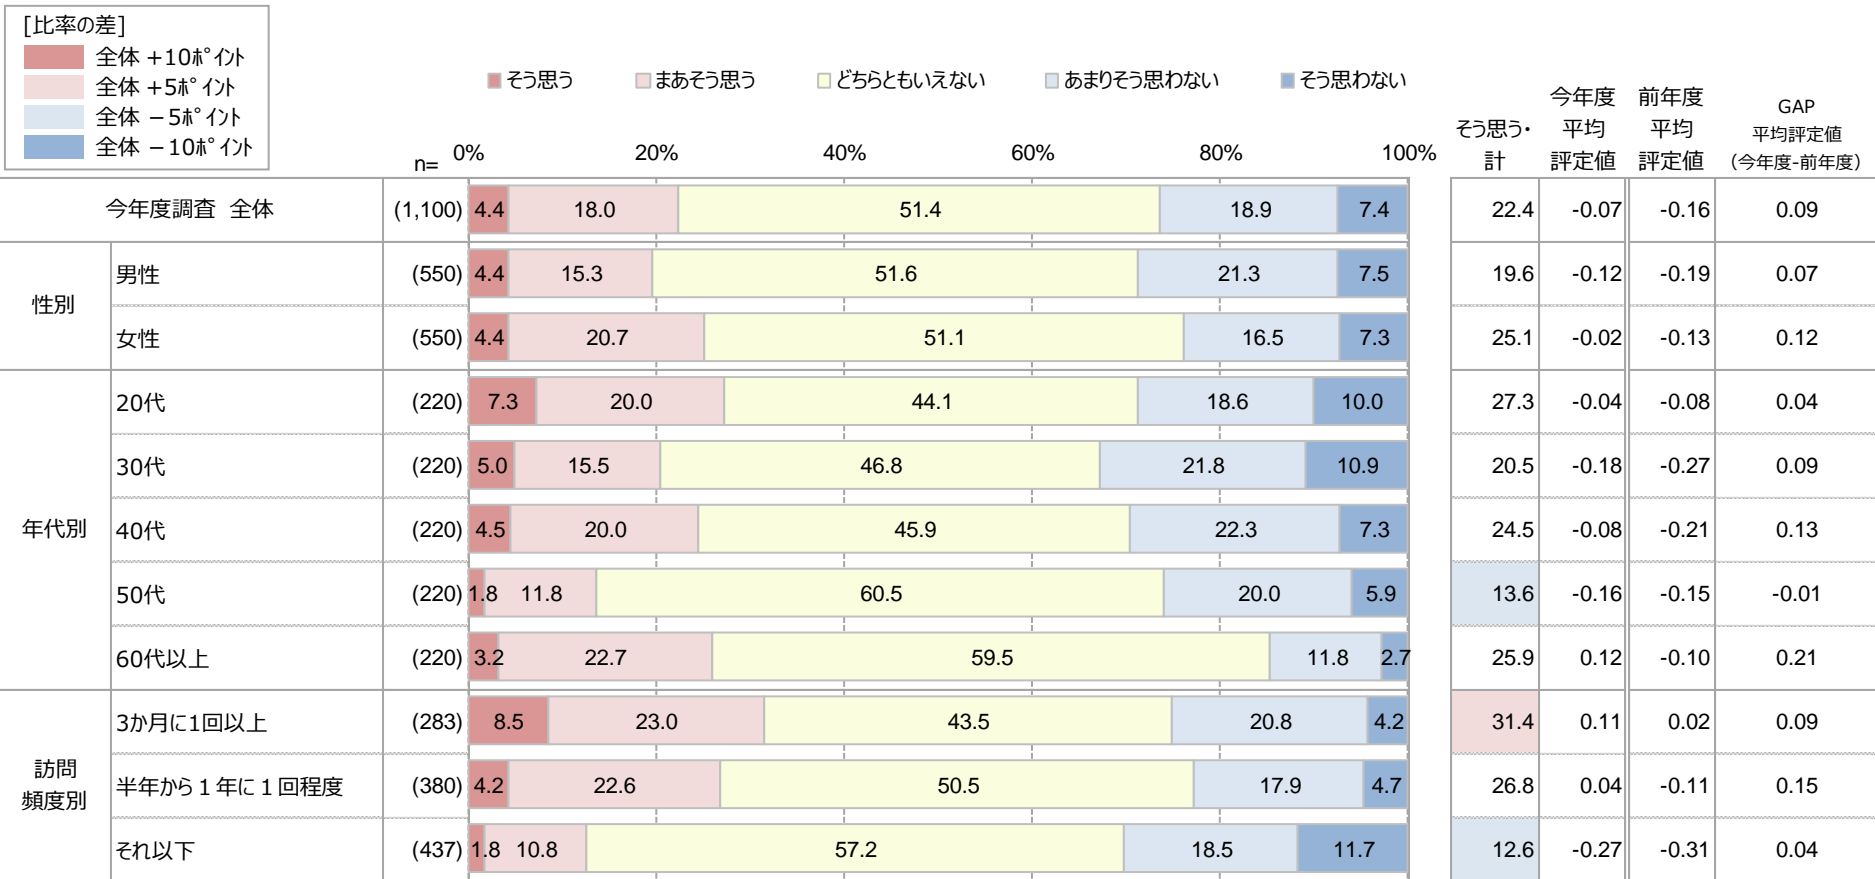 [比率の差]
全体 +10ﾎﾟｲﾝﾄ
全体 +5ﾎﾟｲﾝﾄ
全体 -5ﾎﾟｲﾝﾄ
全体 -10ﾎﾟｲﾝﾄ
そう思う まあそう思う どちらともいえない あまりそう思わない そう思わない
n= 0% 20% 40% 60% 80% 100%
そう思う・計 今年度平均評定値 前年度平均評定値 GAP 平均評定値 (今年度-前年度)
今年度調査 全体 (1,100) 4.4 18.0 51.4 18.9 7.4 22.4 -0.07 -0.16 0.09
性別
男性 (550) 4.4 15.3 51.6 21.3 7.5 19.6 -0.12 -0.19 0.07
女性 (550) 4.4 20.7 51.1 16.5 7.3 25.1 -0.02 -0.13 0.12
年代別
20代 (220) 7.3 20.0 44.1 18.6 10.0 27.3 -0.04 -0.08 0.04
30代 (220) 5.0 15.5 46.8 21.8 10.9 20.5 -0.18 -0.27 0.09
40代 (220) 4.5 20.0 45.9 22.3 7.3 24.5 -0.08 -0.21 0.13
50代 (220) 1.8 11.8 60.5 20.0 5.9 13.6 -0.16 -0.15 -0.01
60代以上 (220) 3.2 22.7 59.5 11.8 2.7 25.9 0.12 -0.10 0.21
訪問頻度別
3か月に1回以上 (283) 8.5 23.0 43.5 20.8 4.2 31.4 0.11 0.02 0.09
半年から1年に1回程度 (380) 4.2 22.6 50.5 17.9 4.7 26.8 0.04 -0.11 0.15
それ以下 (437) 1.8 10.8 57.2 18.5 11.7 12.6 -0.27 -0.31 0.04